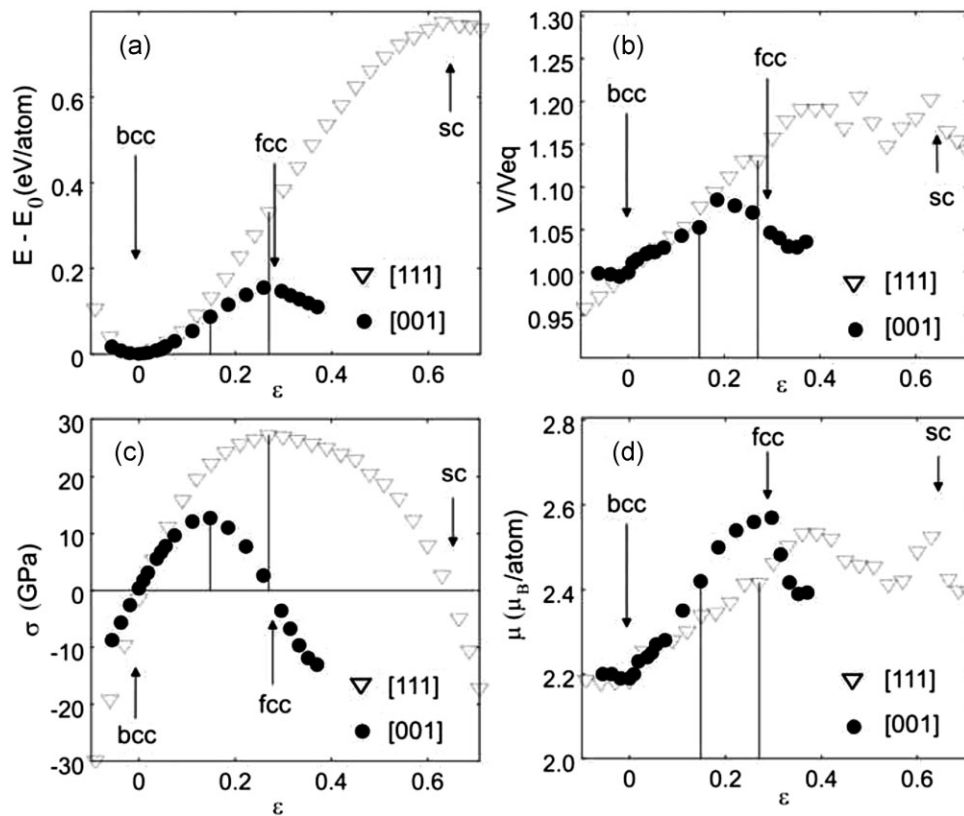 (a)
E - E₀(eV/atom)
0.8
0.4
0.2
0
bcc
fcc
sc
[111]
[001]
0 0.2 0.4 0.6
ε
(b)
V/Veq
1.30
1.25
1.20
1.15
1.10
1.05
1.00
0.95
bcc
fcc
sc
[111]
[001]
0 0.2 0.4 0.6
ε
(c)
σ (GPa)
30
20
10
0
-10
-20
-30
bcc
fcc
sc
[111]
[001]
0 0.2 0.4 0.6
ε
(d)
μ (μB/atom)
2.8
2.6
2.4
2.2
2.0
bcc
fcc
sc
[111]
[001]
0 0.2 0.4 0.6
ε